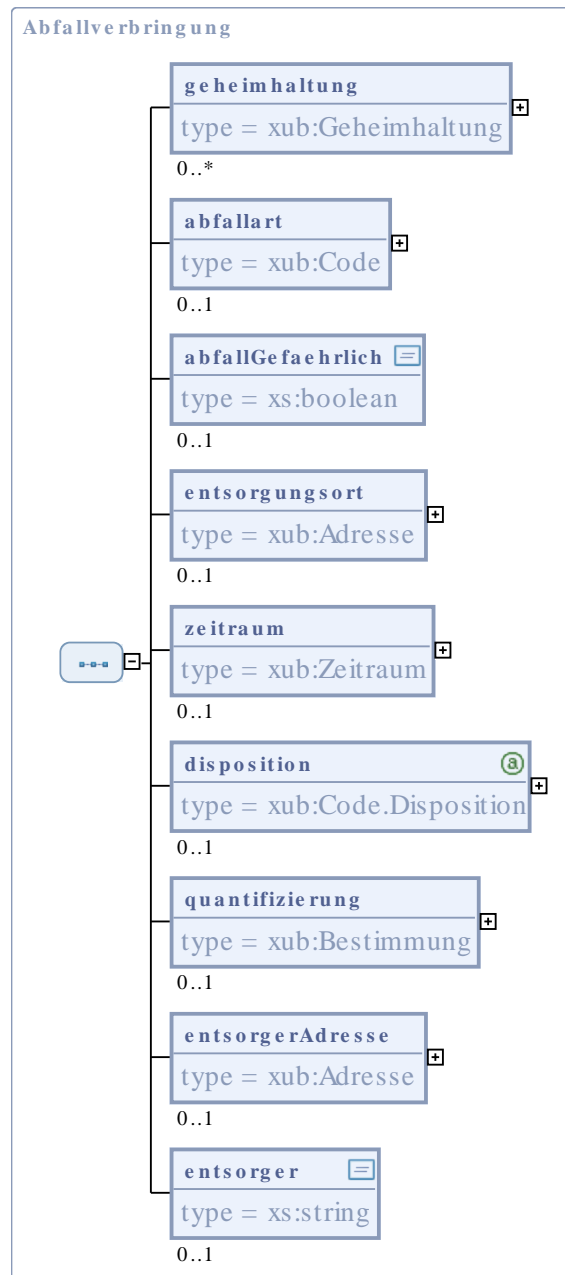 Abfallverbringung
geheimhaltung
type = xub:Geheimhaltung
0..*
abfallart
type = xub:Code
0..1
abfallGefaehrlich
type = xs:boolean
0..1
entsorgungsort
type = xub:Adresse
0..1
zeitraum
type = xub:Zeitraum
0..1
disposition a
type = xub:Code.Disposition
0..1
quantifizierung
type = xub:Bestimmung
0..1
entsorgerAdresse
type = xub:Adresse
0..1
entsorger
type = xs:string
0..1